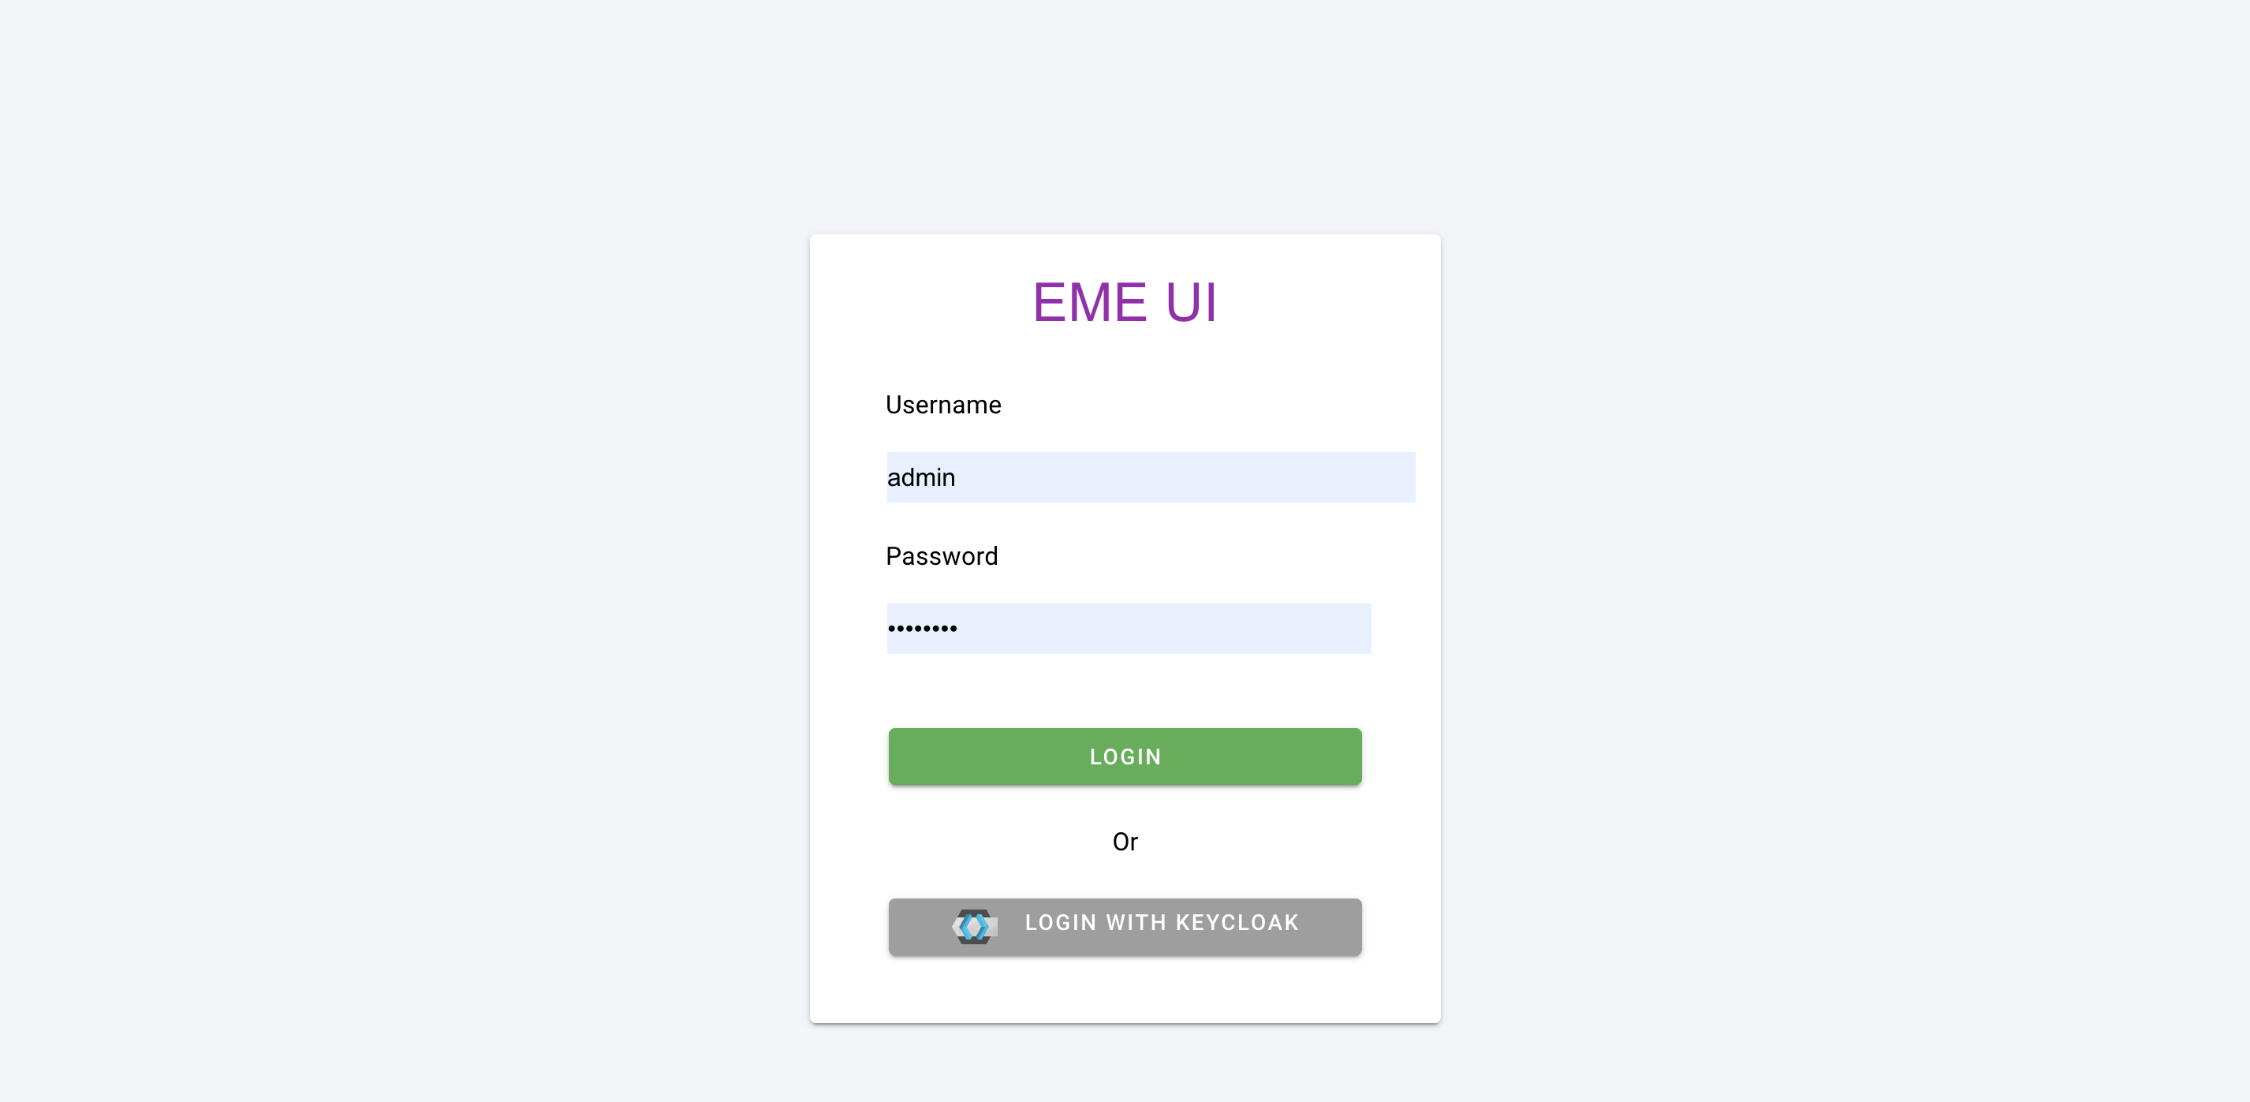 EME UI
Username
admin
Password
••••••••
LOGIN
Or
LOGIN WITH KEYCLOAK